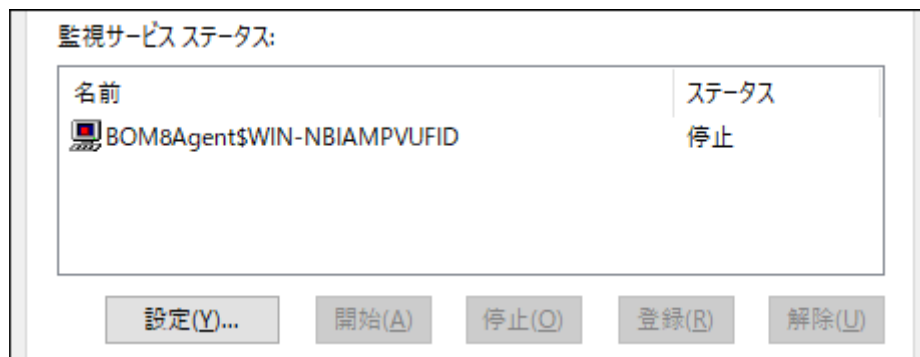 監視サービス ステータス:
名前 ステータス
BOM8Agent$WIN-NBIAMPVUFID 停止
設定(Y)... 開始(A) 停止(O) 登録(R) 解除(U)